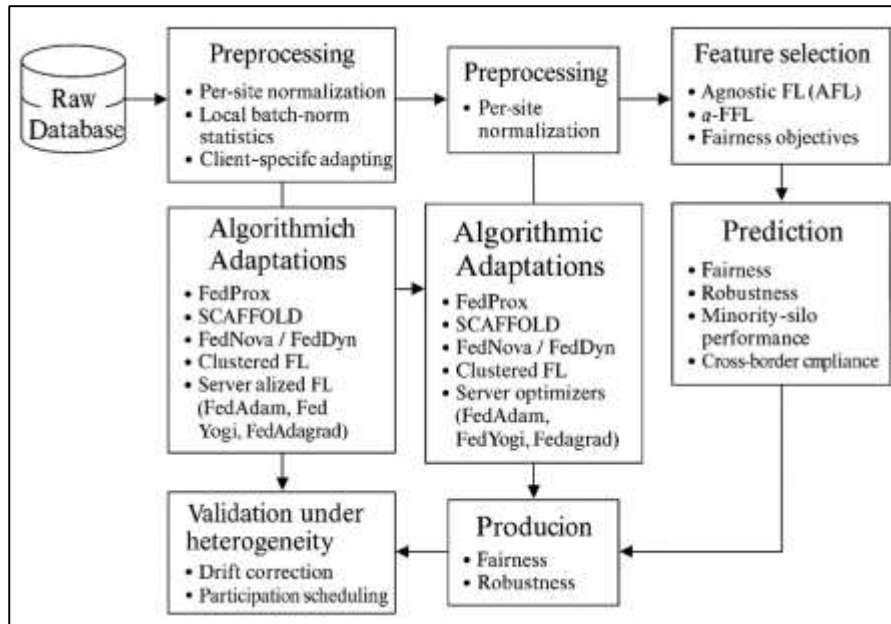 Raw
Database
Preprocessing
• Per-site normalization
• Local batch-norm
statistics
• Client-specifc adapting
Preprocessing
• Per-site
normalization
Feature selection
• Agnostic FL (AFL)
• α-FFL
• Fairness objectives
Algorithmich
Adaptations
• FedProx
• SCAFFOLD
• FedNova / FedDyn
• Clustered FL
• Server alized FL
(FedAdam, Fed
Yogi, FedAdagrad)
Algorithmic
Adaptations
• FedProx
• SCAFFOLD
• FedNova / FedDyn
• Clustered FL
• Server optimizers
(FedAdam,
FedYogi, Fedagrad)
Prediction
• Fairness
• Robustness
• Minority-silo
performance
• Cross-border cmpliance
Validation under
heterogeneity
• Drift correction
• Participation scheduling
Producion
• Fairness
• Robustness